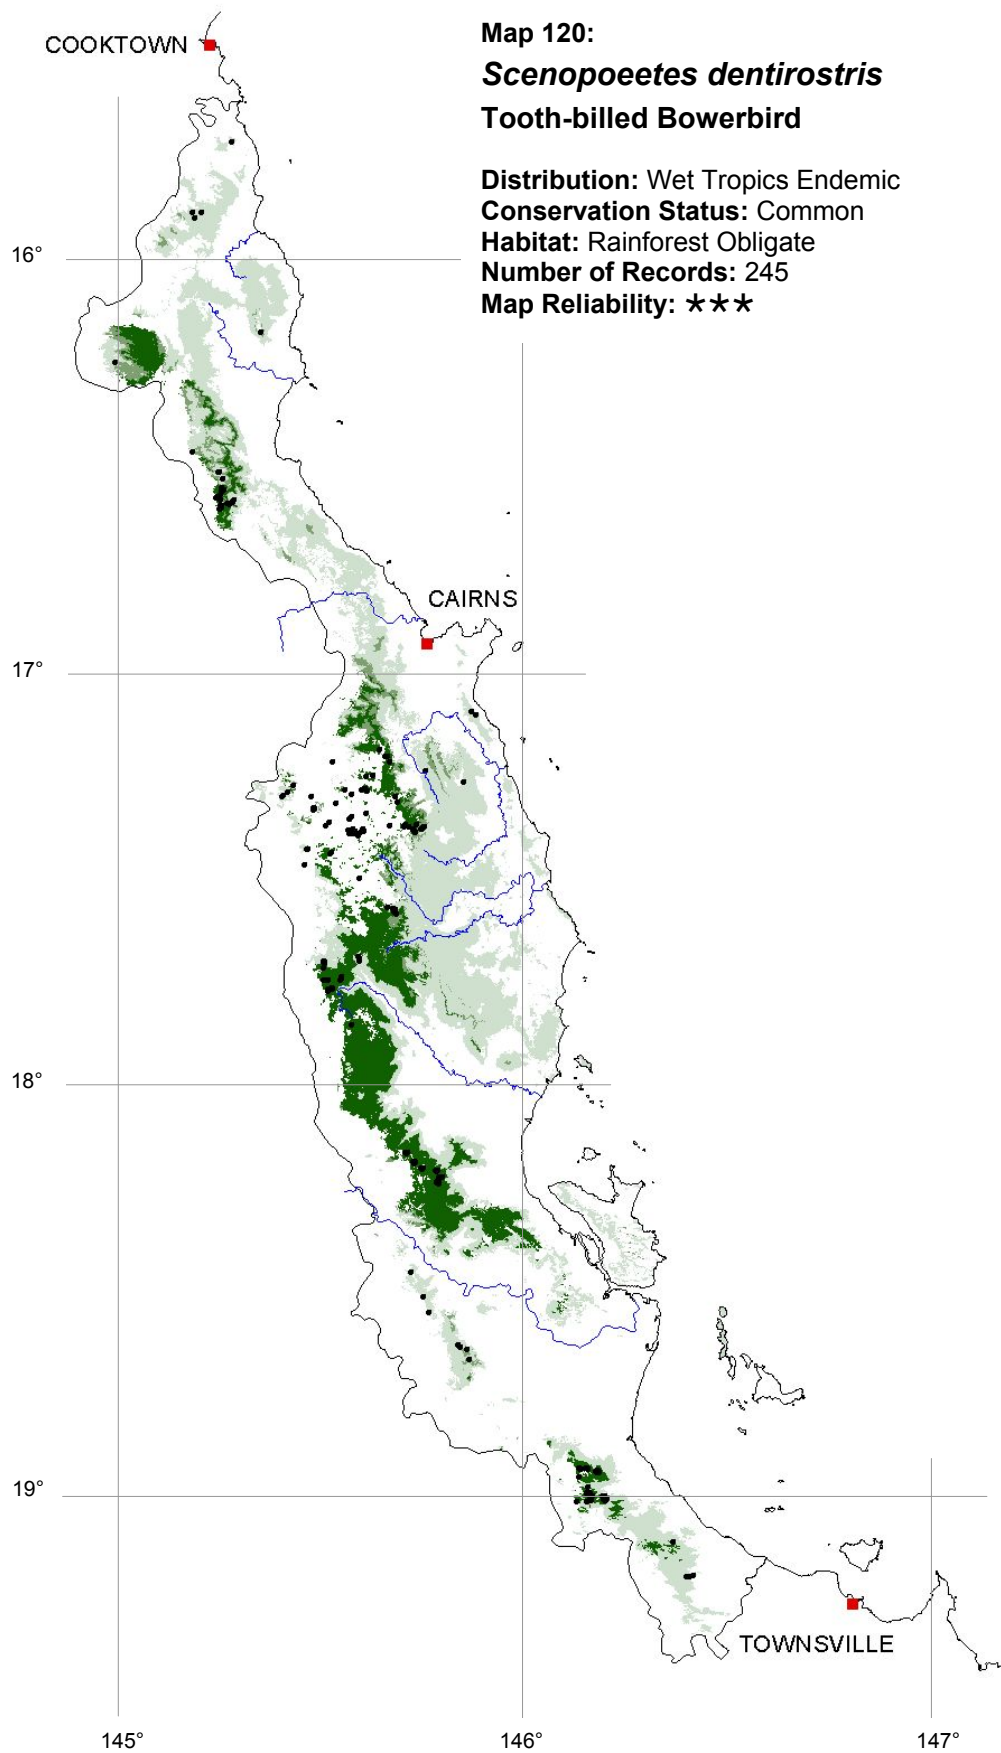 Map 120:
Scenopoeetes dentirostris
Tooth-billed Bowerbird
Distribution: Wet Tropics Endemic
Conservation Status: Common
Habitat: Rainforest Obligate
Number of Records: 245
Map Reliability: ***
COOKTOWN
16°
CAIRNS
17°
18°
19°
TOWNSVILLE
145° 146° 147°